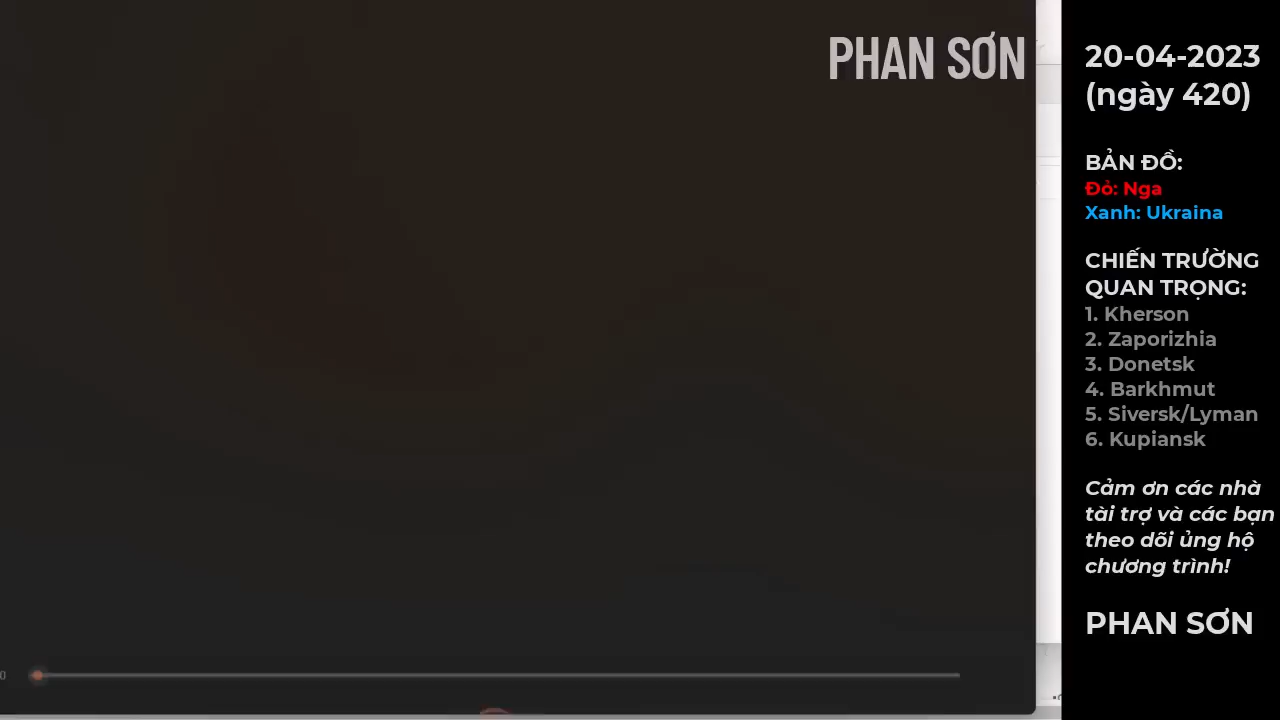 PHAN SƠN
20-04-2023
(ngày 420)
BẢN ĐỒ:
Đỏ: Nga
Xanh: Ukraina
CHIẾN TRƯỜNG
QUAN TRỌNG:
1. Kherson
2. Zaporizhia
3. Donetsk
4. Barkhmut
5. Siversk/Lyman
6. Kupiansk
Cảm ơn các nhà
tài trợ và các bạn
theo dõi ủng hộ
chương trình!
PHAN SƠN